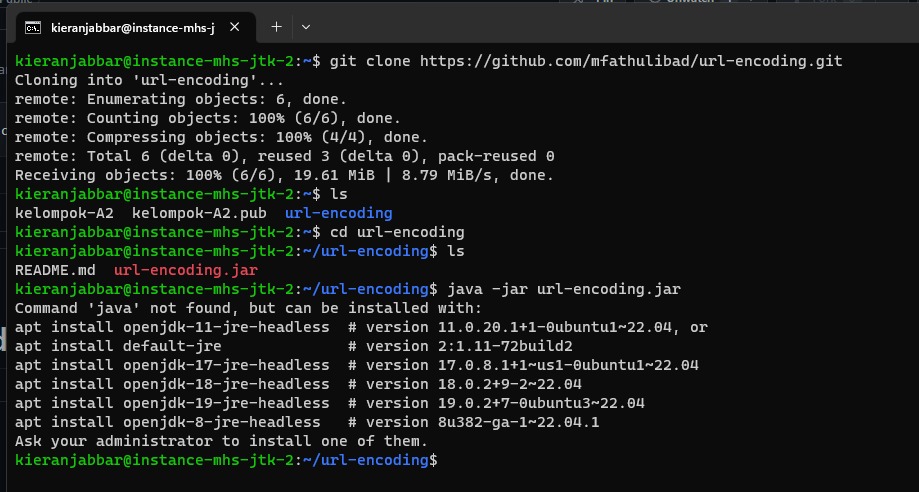 kieranjabbar@instance-mhs-j
kieranjabbar@instance-mhs-jtk-2:~$ git clone https://github.com/mfathulibad/url-encoding.git
Cloning into 'url-encoding'...
remote: Enumerating objects: 6, done.
remote: Counting objects: 100% (6/6), done.
remote: Compressing objects: 100% (4/4), done.
remote: Total 6 (delta 0), reused 3 (delta 0), pack-reused 0
Receiving objects: 100% (6/6), 19.61 MiB | 8.79 MiB/s, done.
kieranjabbar@instance-mhs-jtk-2:~$ ls
kelompok-A2  kelompok-A2.pub  url-encoding
kieranjabbar@instance-mhs-jtk-2:~$ cd url-encoding
kieranjabbar@instance-mhs-jtk-2:~/url-encoding$ ls
README.md  url-encoding.jar
kieranjabbar@instance-mhs-jtk-2:~/url-encoding$ java -jar url-encoding.jar
Command 'java' not found, but can be installed with:
apt install openjdk-11-jre-headless  # version 11.0.20.1+1-0ubuntu1~22.04, or
apt install default-jre              # version 2:1.11-72build2
apt install openjdk-17-jre-headless  # version 17.0.8.1+1~us1-0ubuntu1~22.04
apt install openjdk-18-jre-headless  # version 18.0.2+9-2~22.04
apt install openjdk-19-jre-headless  # version 19.0.2+7-0ubuntu3~22.04
apt install openjdk-8-jre-headless   # version 8u382-ga-1~22.04.1
Ask your administrator to install one of them.
kieranjabbar@instance-mhs-jtk-2:~/url-encoding$